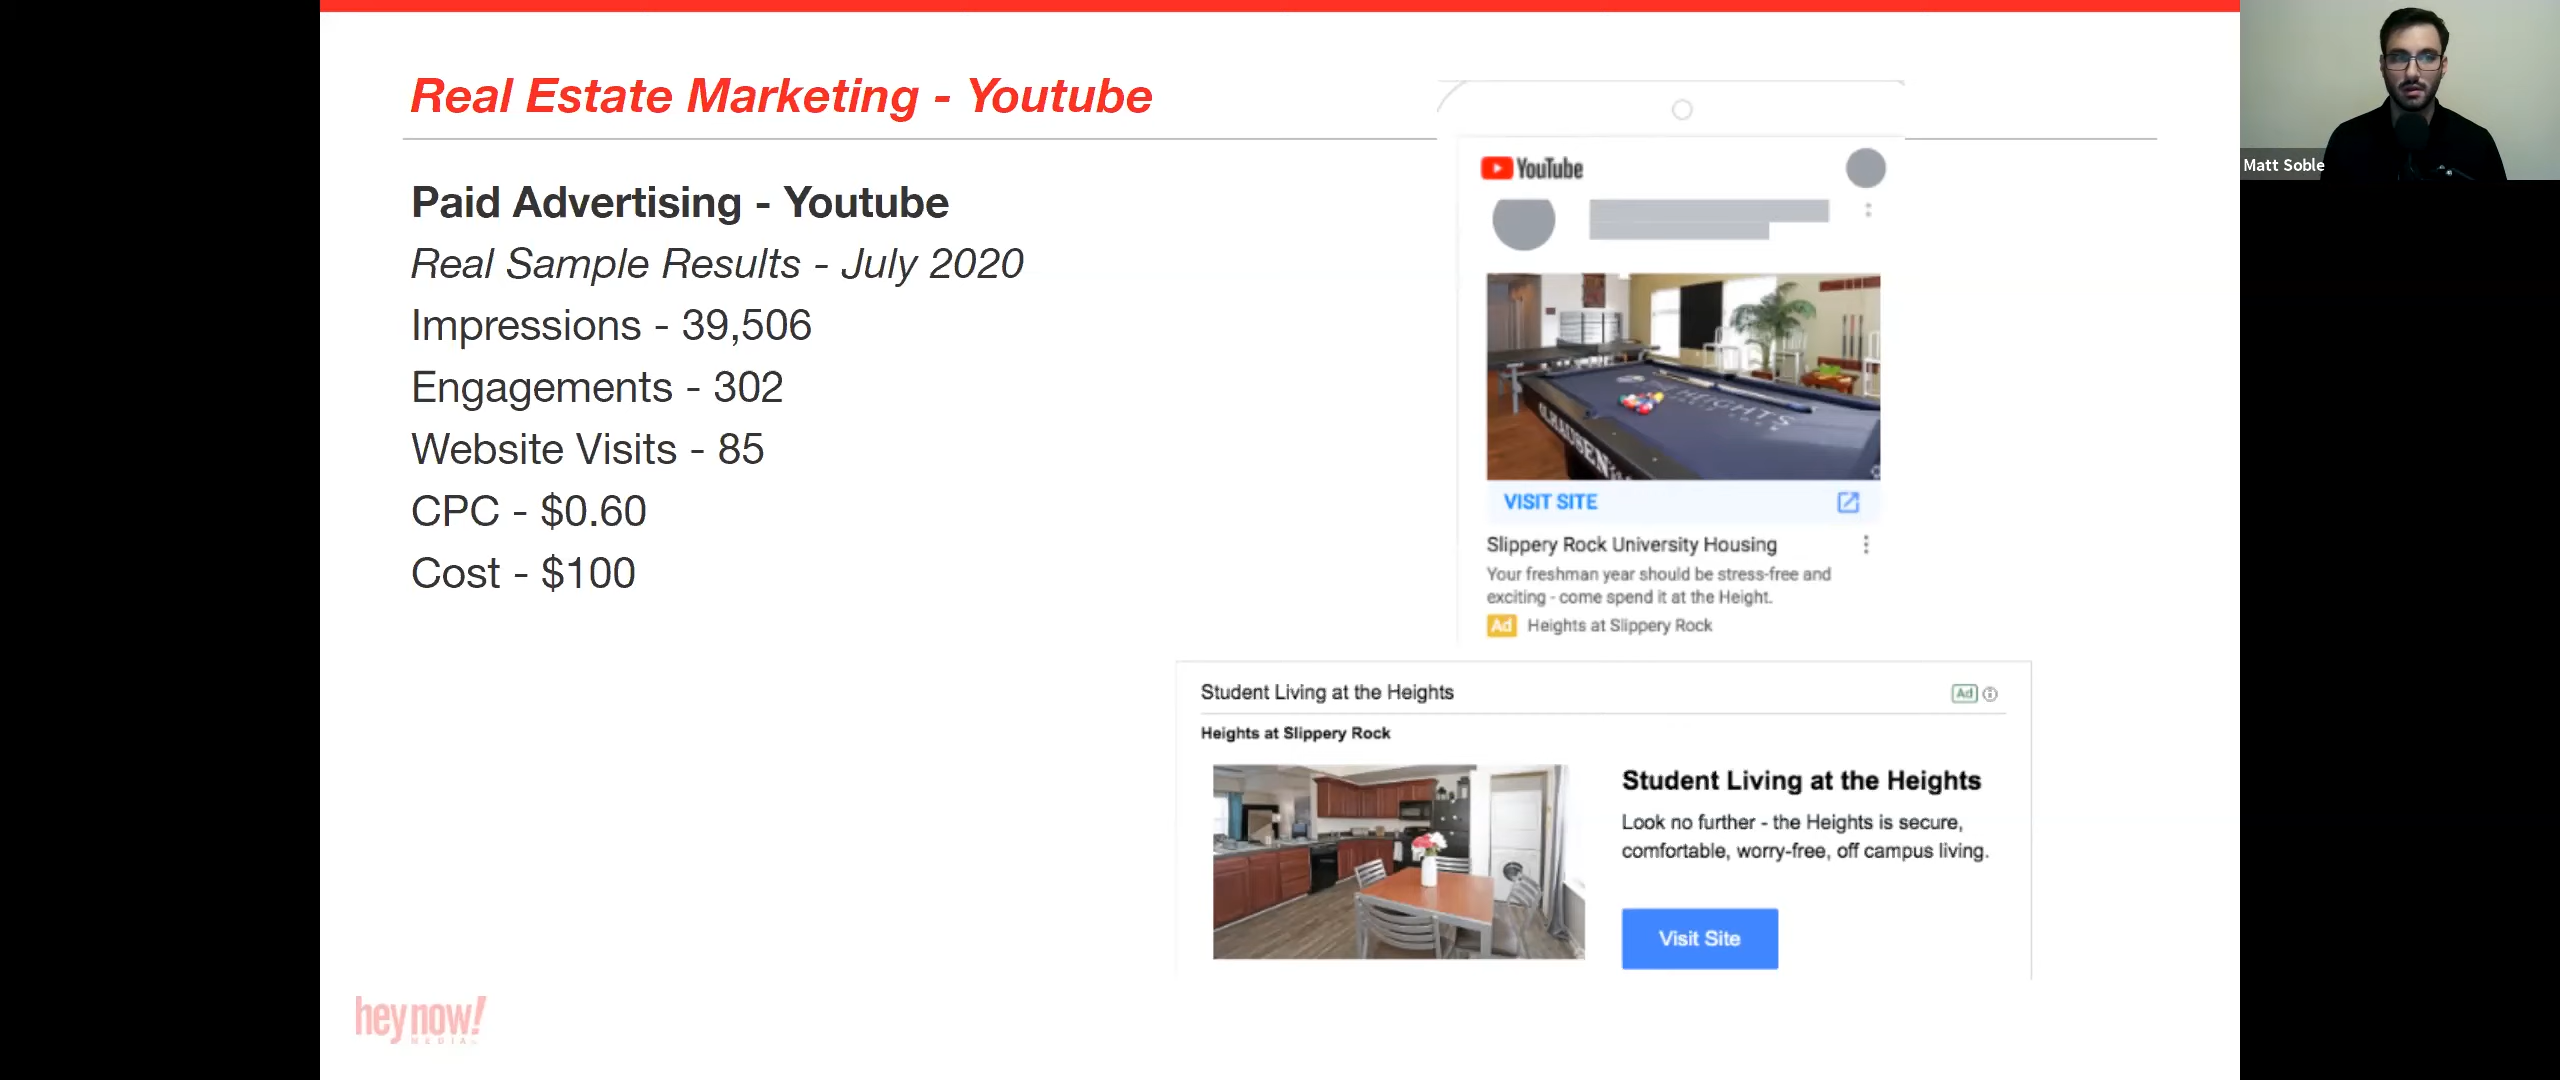 Real Estate Marketing - Youtube
Paid Advertising - Youtube
Real Sample Results - July 2020
Impressions - 39,506
Engagements - 302
Website Visits - 85
CPC - $0.60
Cost - $100
YouTube
HEIGHTS
VISIT SITE
Slippery Rock University Housing
Your freshman year should be stress-free and
exciting - come spend it at the Height.
Ad Heights at Slippery Rock
Student Living at the Heights
Ad
Heights at Slippery Rock
Student Living at the Heights
Look no further - the Heights is secure,
comfortable, worry-free, off campus living.
Visit Site
hey now!
MEDIA
Matt Soble